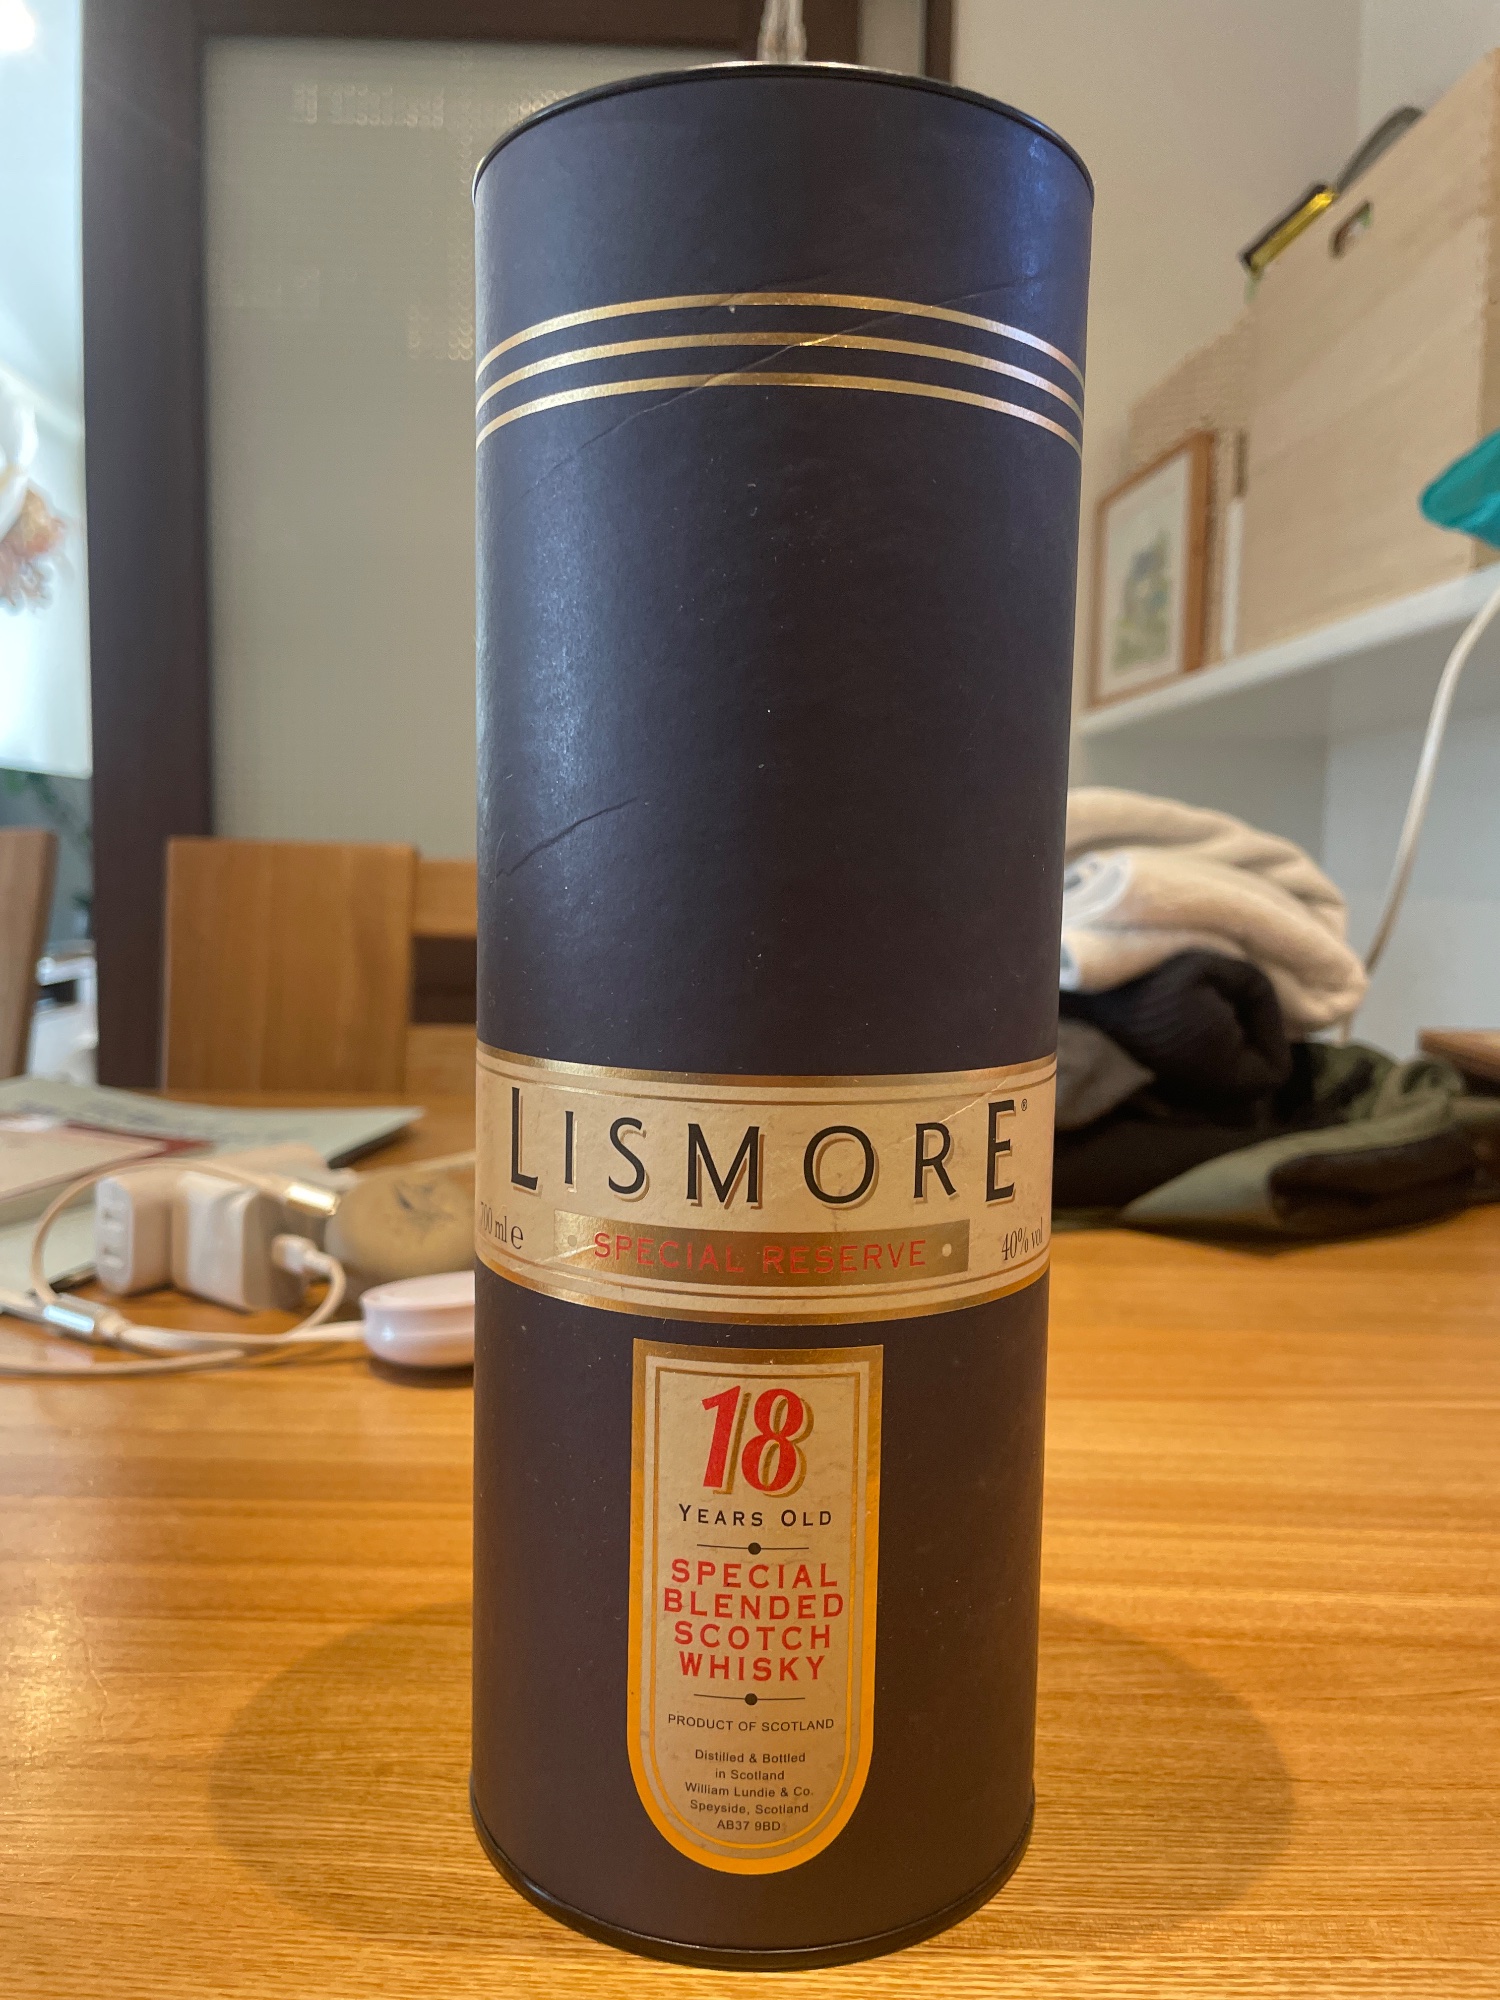 LISMORE®
700 ml e
SPECIAL RESERVE
40% vol
18
YEARS OLD
SPECIAL
BLENDED
SCOTCH
WHISKY
PRODUCT OF SCOTLAND
Distilled & Bottled
in Scotland
William Lundie & Co.
Speyside, Scotland
AB37 9BD